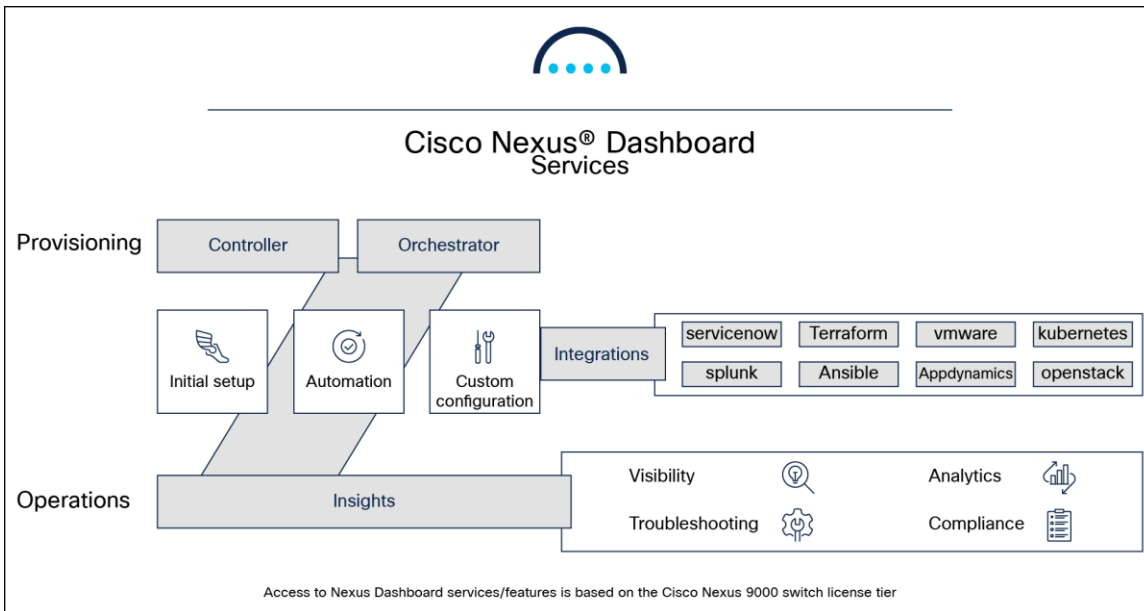 Cisco Nexus® Dashboard
Services
Provisioning
Controller
Orchestrator
Initial setup
Automation
Custom
configuration
Integrations
servicenow
Terraform
vmware
kubernetes
splunk
Ansible
Appdynamics
openstack
Operations
Insights
Visibility
Analytics
Troubleshooting
Compliance
Access to Nexus Dashboard services/features is based on the Cisco Nexus 9000 switch license tier